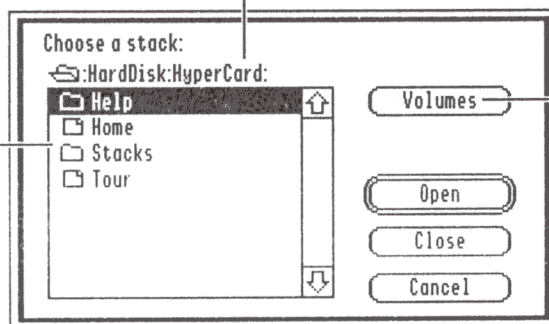 Choose a stack:
:HardDisk:HyperCard:
Help
Home
Stacks
Tour
Volumes
Open
Close
Cancel